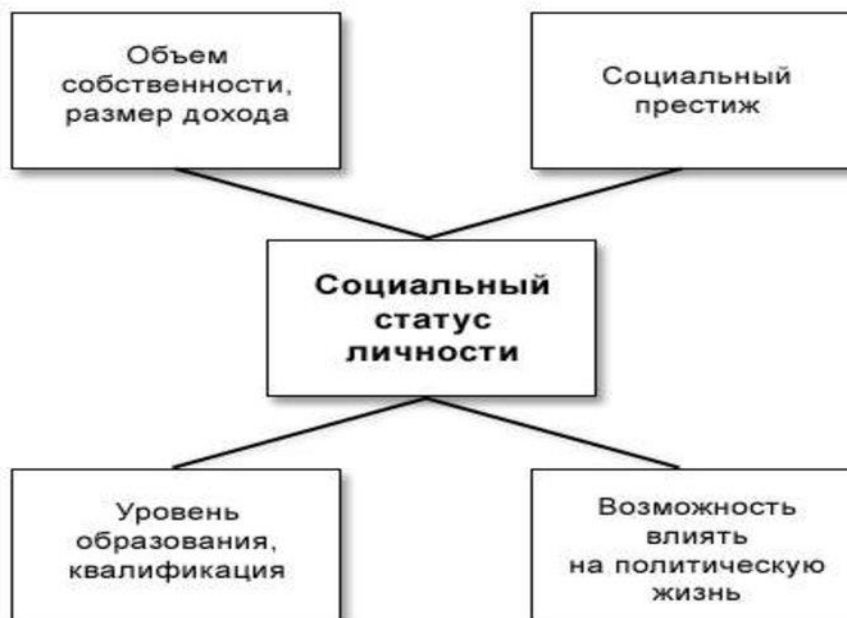 Объем
собственности,
размер дохода
Социальный
престиж
Социальный
статус
личности
Уровень
образования,
квалификация
Возможность
влиять
на политическую
жизнь